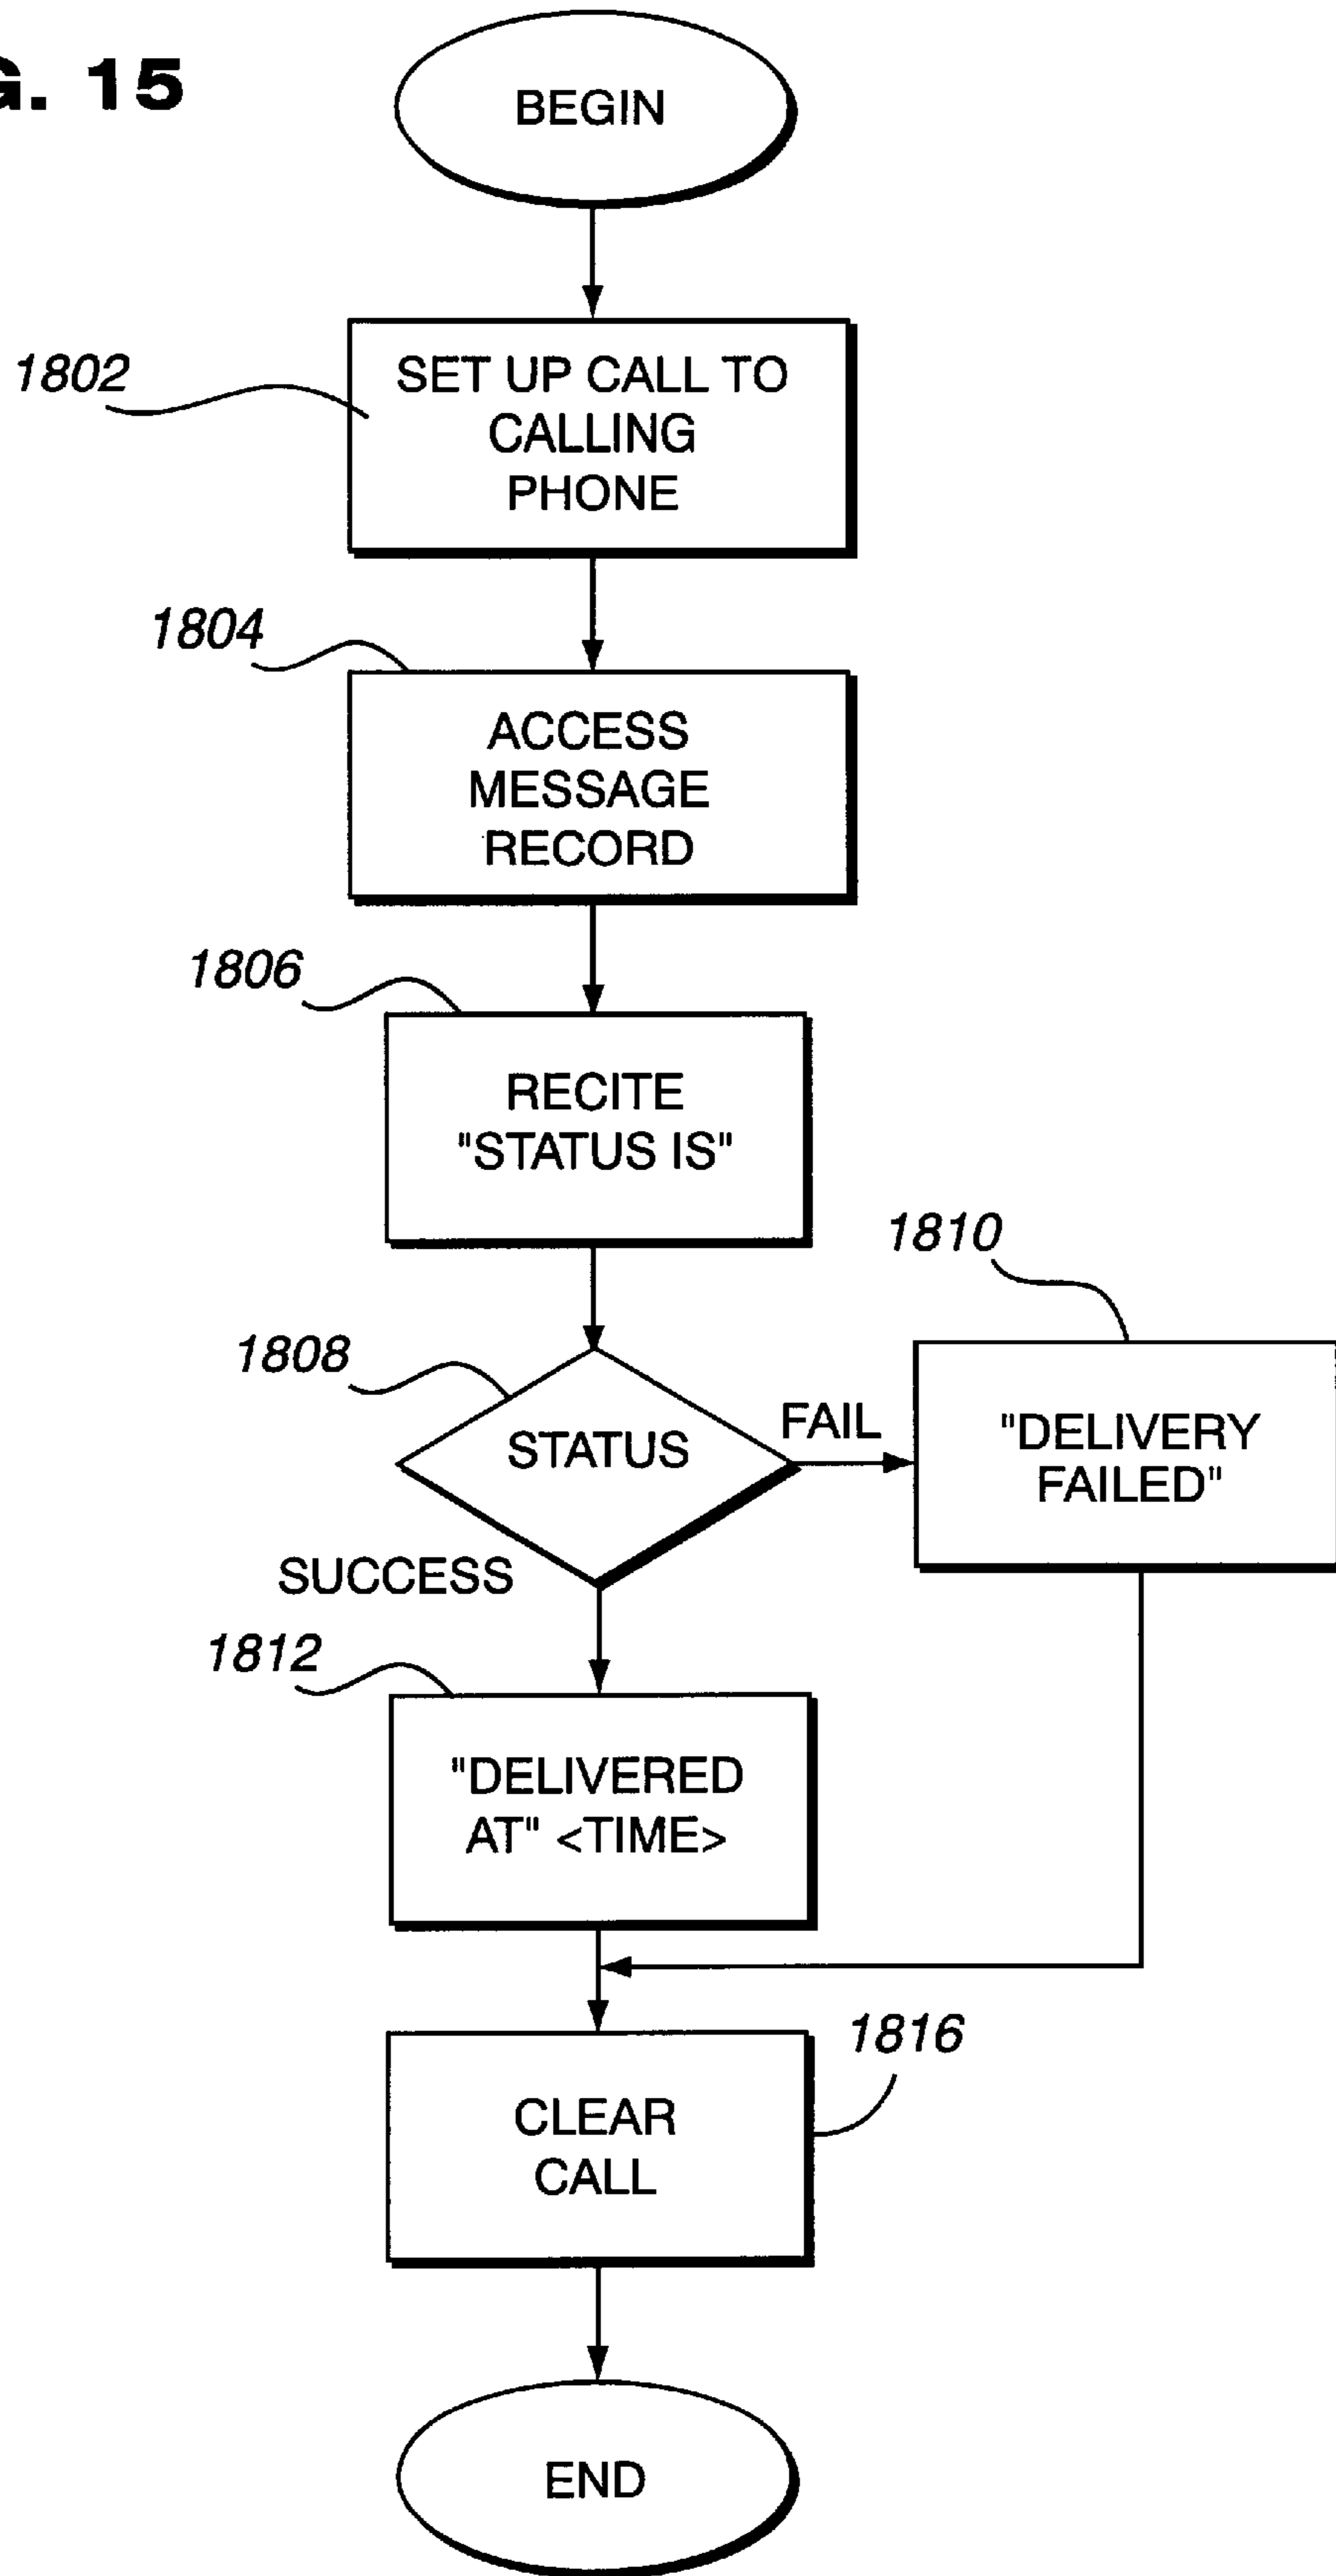 G. 15
BEGIN
1802
SET UP CALL TO
CALLING
PHONE
1804
ACCESS
MESSAGE
RECORD
1806
RECITE
"STATUS IS"
1808
STATUS
FAIL
1810
"DELIVERY
FAILED"
SUCCESS
1812
"DELIVERED
AT" <TIME>
CLEAR
CALL
1816
END